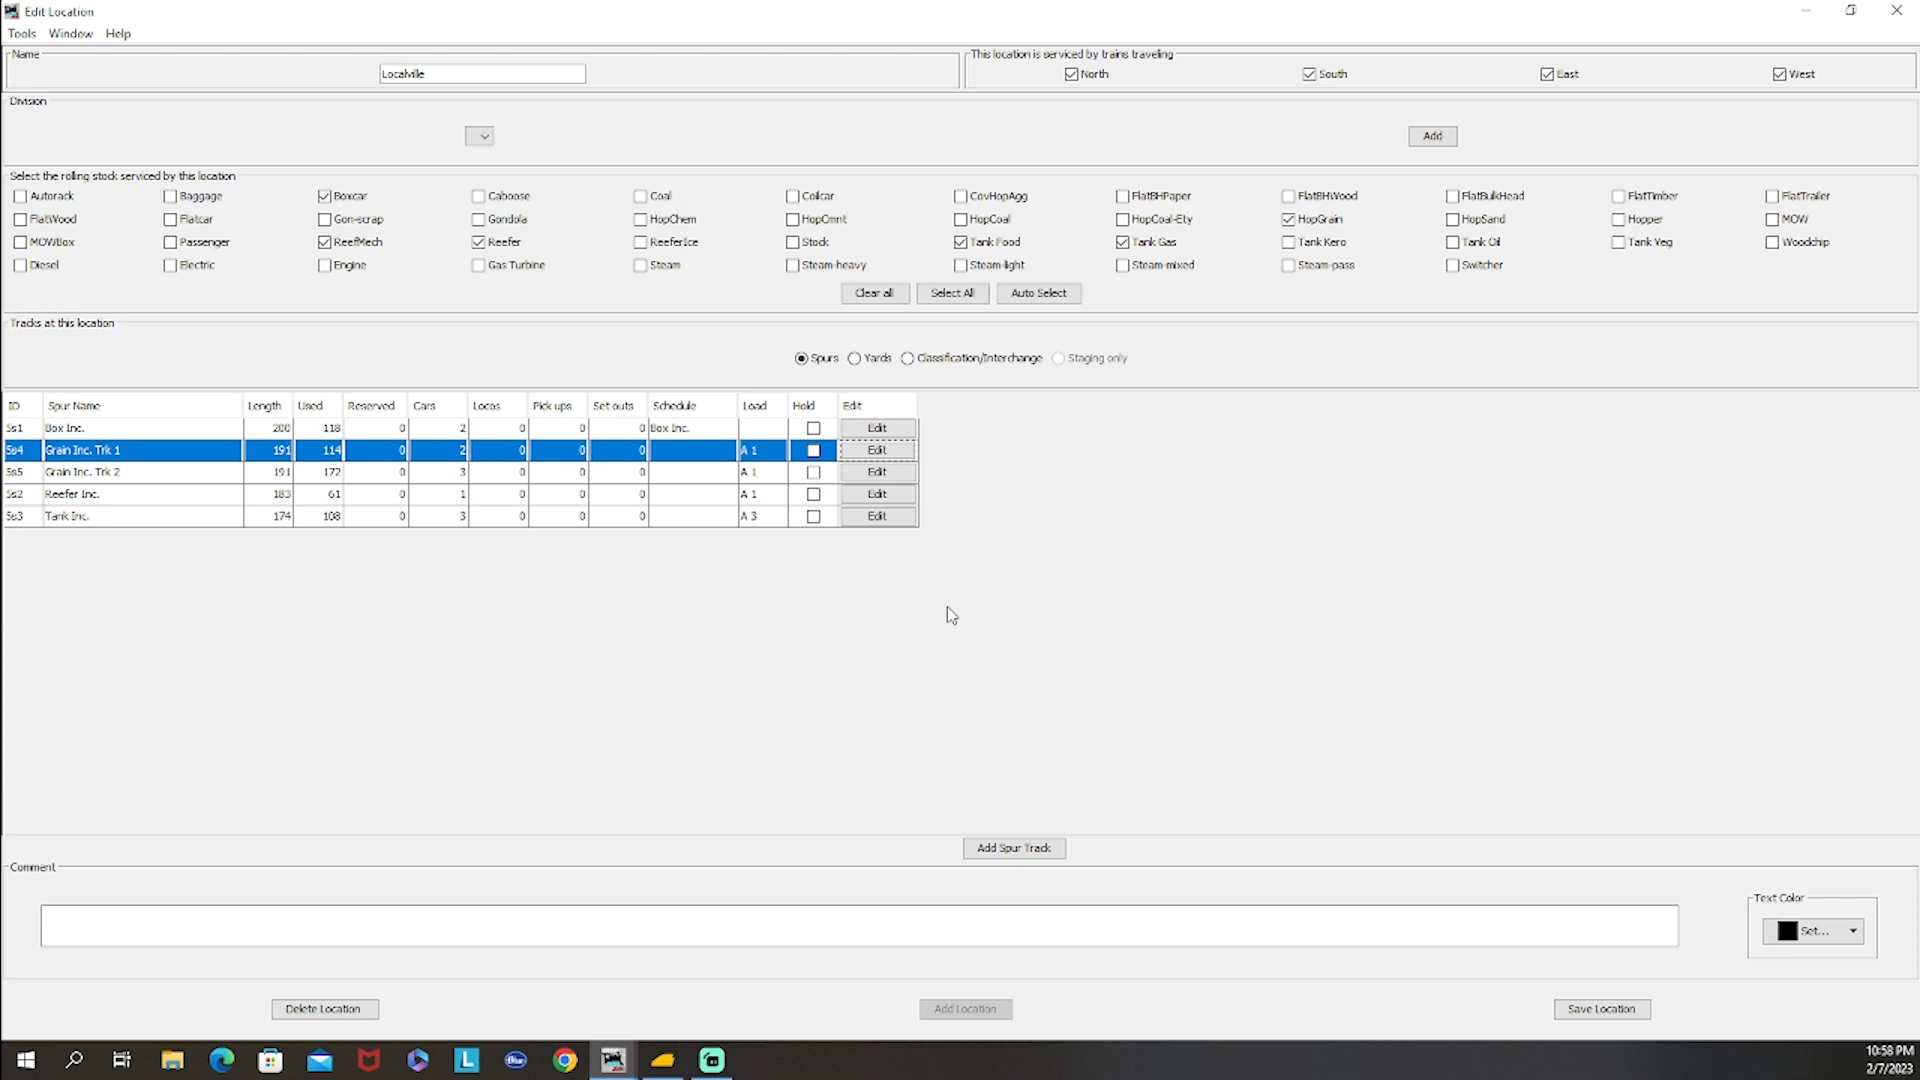 Edit Location
Tools Window Help
Name
Localville
This location is serviced by trains traveling
North South East West
Division
Add
Select the rolling stock serviced by this location
Autorack Baggage Boxcar Caboose Coal Coilcar CovHopAgg FlatBHPaper FlatBHWood FlatBulkHead FlatTimber FlatTrailer
FlatWood Flatcar Gon-scrap Gondola HopChem HopCmnt HopCoal HopCoal-Ety HopGrain HopSand Hopper MOW
MOWBox Passenger ReefMech Reefer ReeferIce Stock Tank Food Tank Gas Tank Kero Tank Oil Tank Veg Woodchip
Diesel Electric Engine Gas Turbine Steam Steam-heavy Steam-light Steam-mixed Steam-pass Switcher
Clear all Select All Auto Select
Tracks at this location
Spurs Yards Classification/Interchange Staging only
ID Spur Name Length Used Reserved Cars Locos Pick ups Set outs Schedule Load Hold Edit
5s1 Box Inc. 200 118 0 2 0 0 0 Box Inc. Edit
5s4 Grain Inc. Trk 1 191 114 0 2 0 0 0 A 1 Edit
5s5 Grain Inc. Trk 2 191 172 0 3 0 0 0 A 1 Edit
5s2 Reefer Inc. 183 61 0 1 0 0 0 A 1 Edit
5s3 Tank Inc. 174 108 0 3 0 0 0 A 3 Edit
Add Spur Track
Comment
Text Color
Set...
Delete Location Add Location Save Location
L
Blur
10:58 PM
2/7/2023